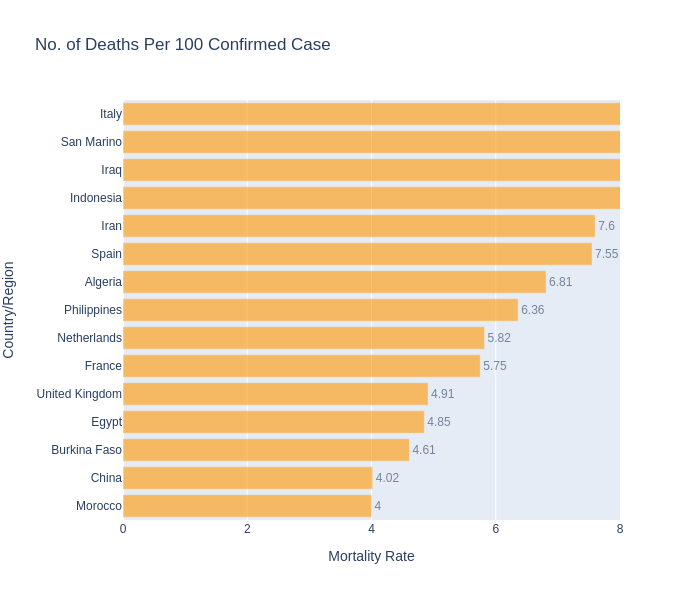 No. of Deaths Per 100 Confirmed Case
Italy
San Marino
Iraq
Indonesia
Iran 7.6
Spain 7.55
Algeria 6.81
Philippines 6.36
Netherlands 5.82
France 5.75
United Kingdom 4.91
Egypt 4.85
Burkina Faso 4.61
China 4.02
Morocco 4
0 2 4 6 8
Mortality Rate
Country/Region